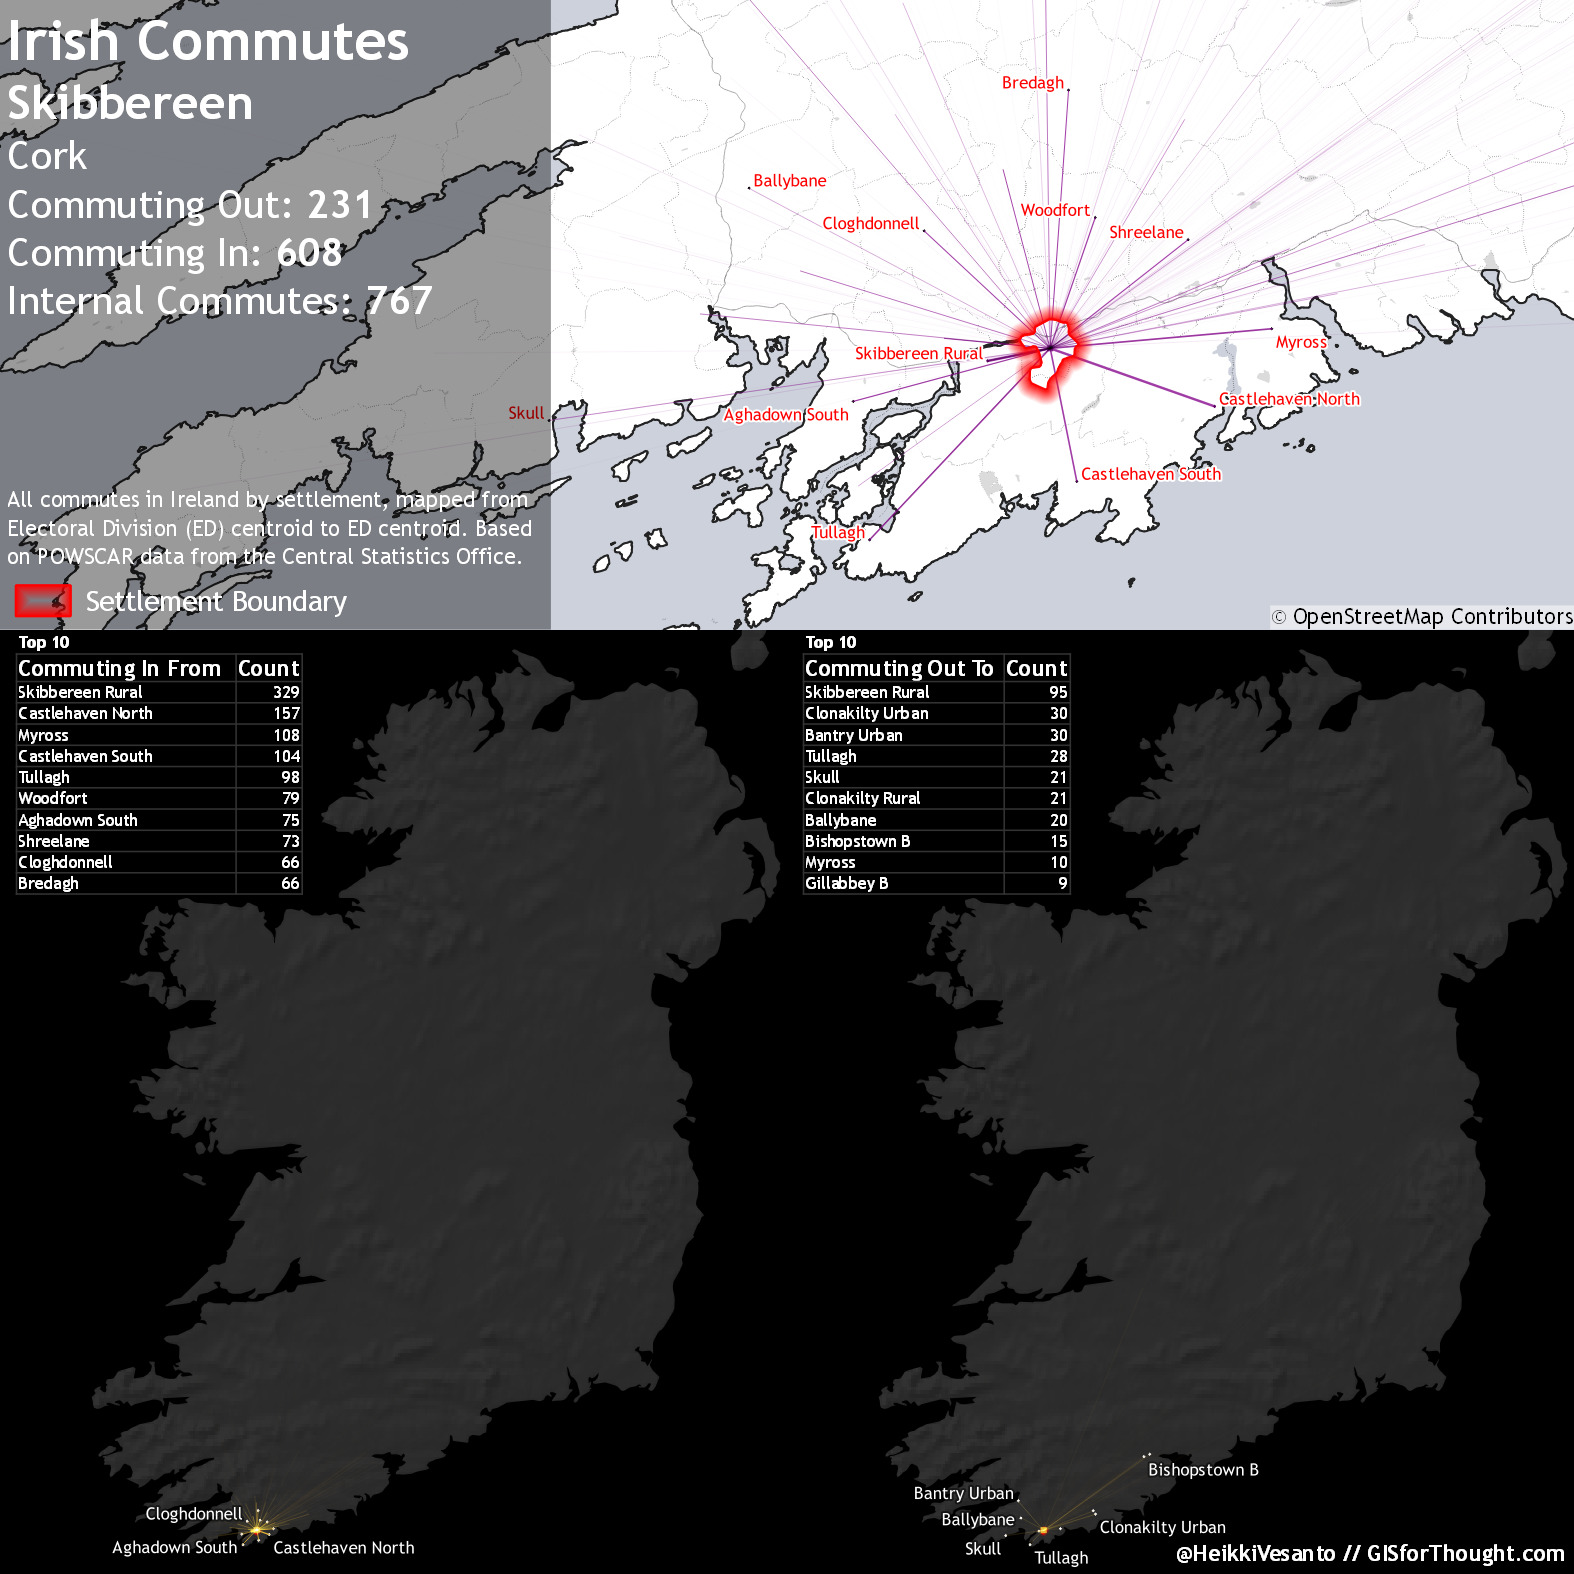 Irish Commutes
Skibbereen
Cork
Commuting Out: 231
Commuting In: 608
Internal Commutes: 767
Bredagh
Ballybane
Woodfort
Cloghdonnell
Shreelane
Myross
Skibbereen Rural
Castlehaven North
Skull
Aghadown South
Castlehaven South
Tullagh
All commutes in Ireland by settlement, mapped from
Electoral Division (ED) centroid to ED centroid. Based
on POWSCAR data from the Central Statistics Office.
Settlement Boundary
© OpenStreetMap Contributors
Top 10
Commuting In From Count
Skibbereen Rural 329
Castlehaven North 157
Myross 108
Castlehaven South 104
Tullagh 98
Woodfort 79
Aghadown South 75
Shreelane 73
Cloghdonnell 66
Bredagh 66
Top 10
Commuting Out To Count
Skibbereen Rural 95
Clonakilty Urban 30
Bantry Urban 30
Tullagh 28
Skull 21
Clonakilty Rural 21
Ballybane 20
Bishopstown B 15
Myross 10
Gillabbey B 9
Cloghdonnell
Aghadown South
Castlehaven North
Bishopstown B
Bantry Urban
Ballybane
Clonakilty Urban
Skull
Tullagh
@HeikkiVesanto // GISforThought.com